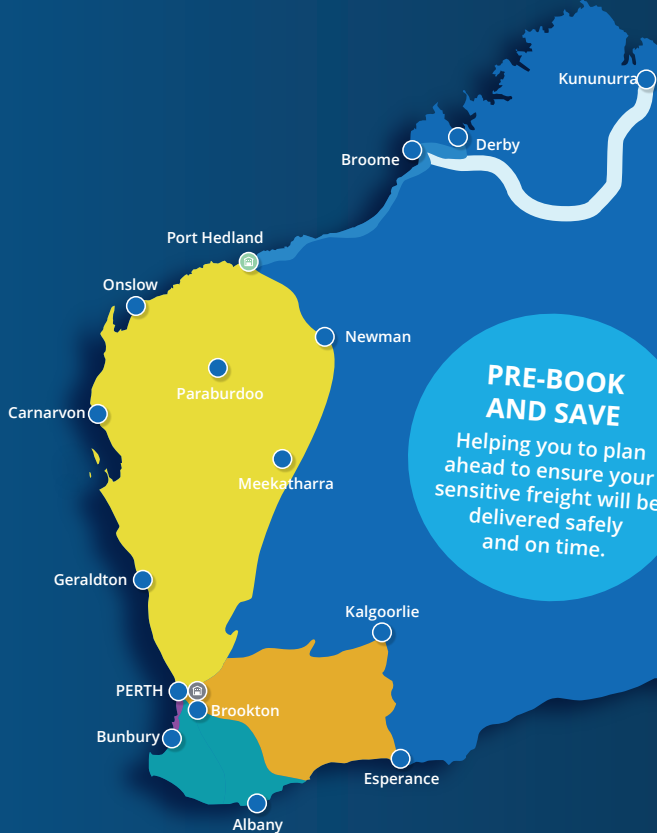 Kununurra
Derby
Broome
Port Hedland
Onslow
Newman
Paraburdoo
Carnarvon
Meekatharra
PRE-BOOK
AND SAVE
Helping you to plan
ahead to ensure your
sensitive freight will be
delivered safely
and on time.
Geraldton
Kalgoorlie
PERTH
Brookton
Bunbury
Esperance
Albany